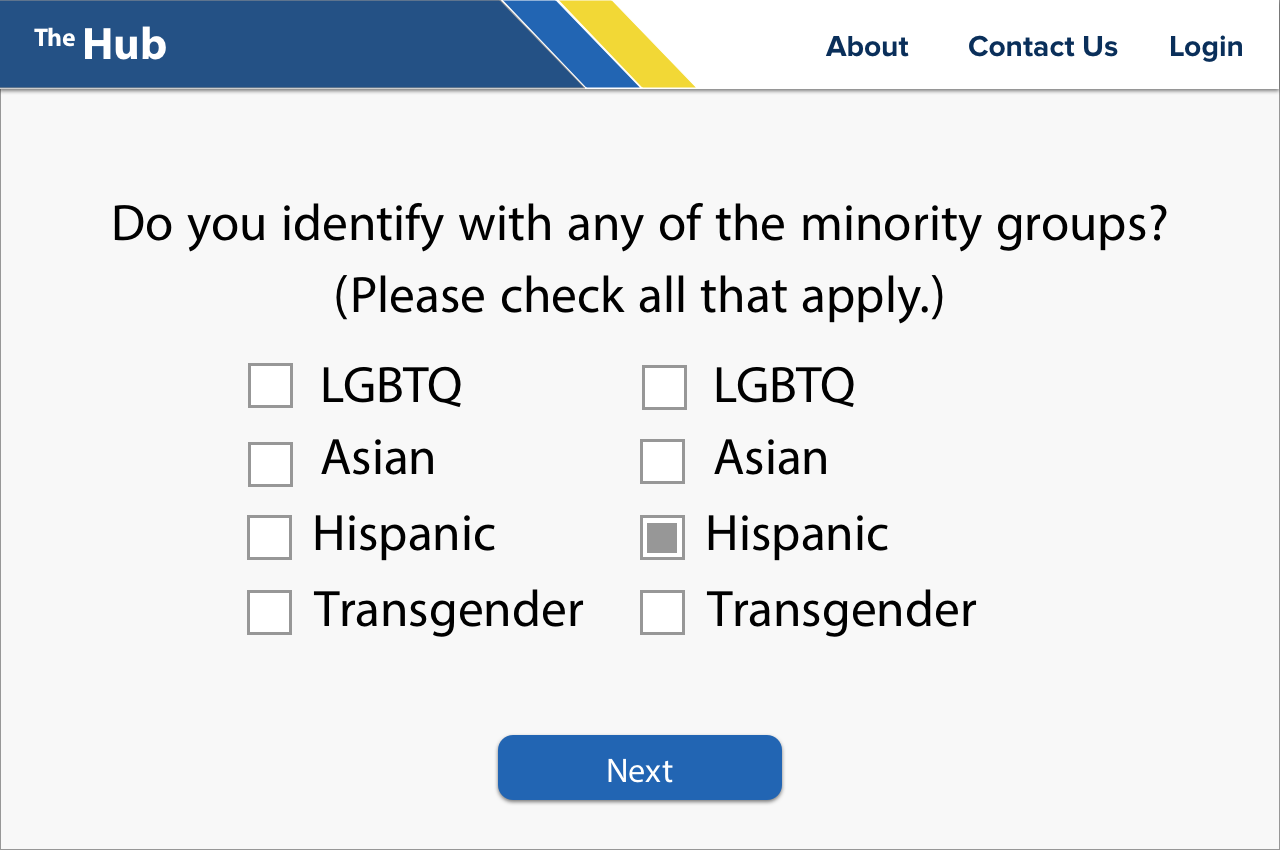 The Hub
About Contact Us Login
Do you identify with any of the minority groups?
(Please check all that apply.)
LGBTQ LGBTQ
Asian Asian
Hispanic Hispanic
Transgender Transgender
Next